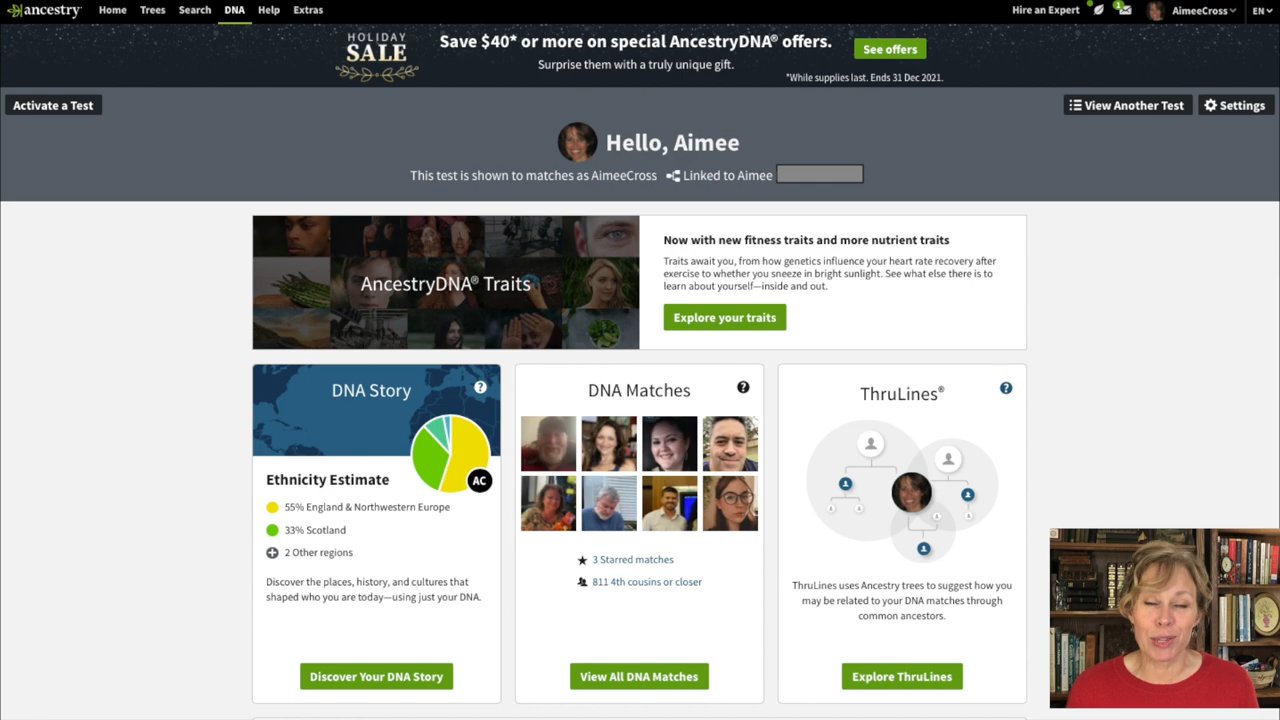 ancestry Home Trees Search DNA Help Extras Hire an Expert 1 AimeeCross EN
HOLIDAY
SALE
Save $40* or more on special AncestryDNA® offers.
Surprise them with a truly unique gift.
See offers
*While supplies last. Ends 31 Dec 2021.
Activate a Test
View Another Test
Settings
Hello, Aimee
This test is shown to matches as AimeeCross Linked to Aimee
AncestryDNA® Traits
Now with new fitness traits and more nutrient traits
Traits await you, from how genetics influence your heart rate recovery after
exercise to whether you sneeze in bright sunlight. See what else there is to
learn about yourself—inside and out.
Explore your traits
DNA Story
?
AC
Ethnicity Estimate
55% England & Northwestern Europe
33% Scotland
2 Other regions
Discover the places, history, and cultures that
shaped who you are today—using just your DNA.
Discover Your DNA Story
DNA Matches
?
3 Starred matches
811 4th cousins or closer
View All DNA Matches
ThruLines®
?
ThruLines uses Ancestry trees to suggest how you
may be related to your DNA matches through
common ancestors.
Explore ThruLines